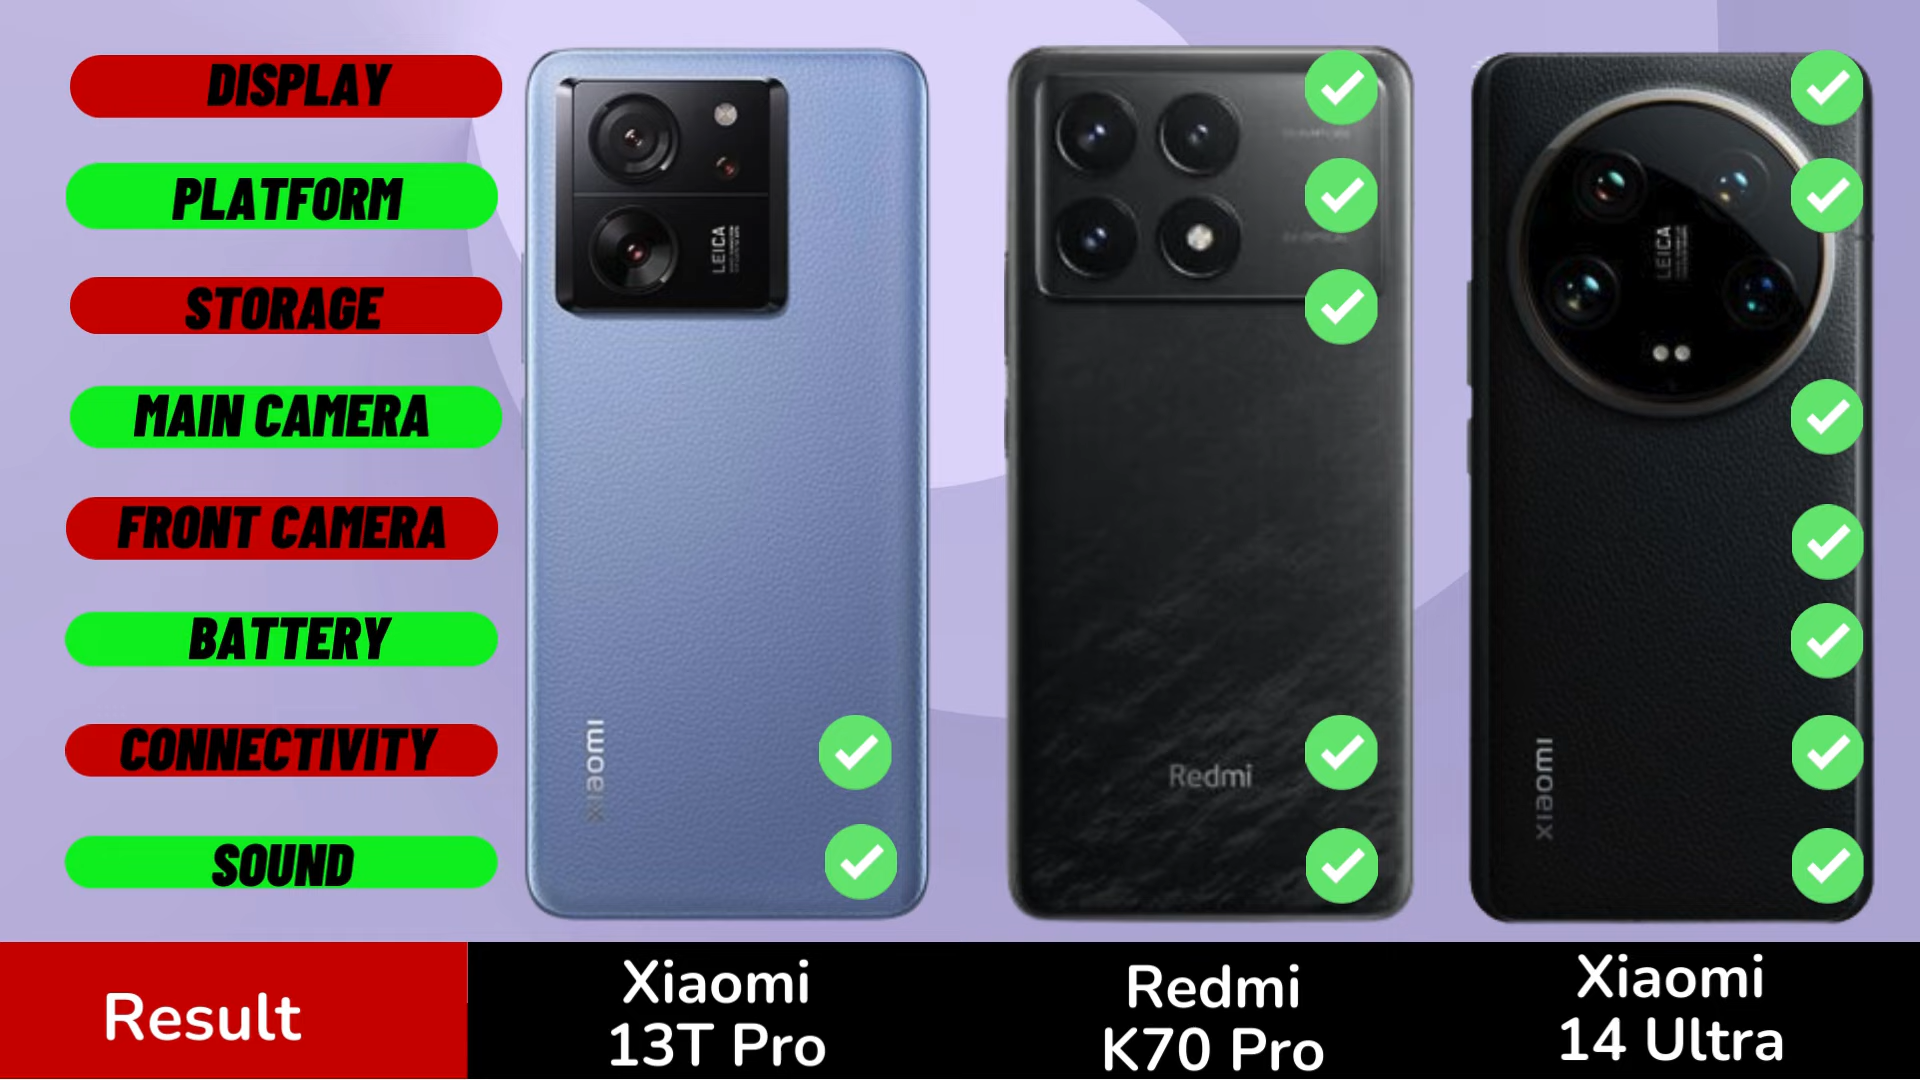 DISPLAY
PLATFORM
STORAGE
MAIN CAMERA
FRONT CAMERA
BATTERY
CONNECTIVITY
SOUND
LEICA
xiaomi
Redmi
LEICA
xiaomi
Result
Xiaomi
13T Pro
Redmi
K70 Pro
Xiaomi
14 Ultra